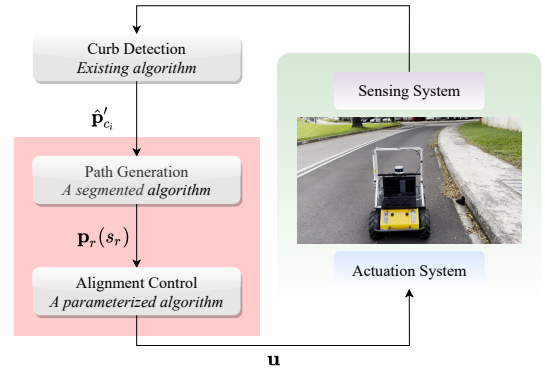 Curb Detection
Existing algorithm
p̂′_{c_i}
Path Generation
A segmented algorithm
p_r(s_r)
Alignment Control
A parameterized algorithm
Sensing System
Actuation System
u